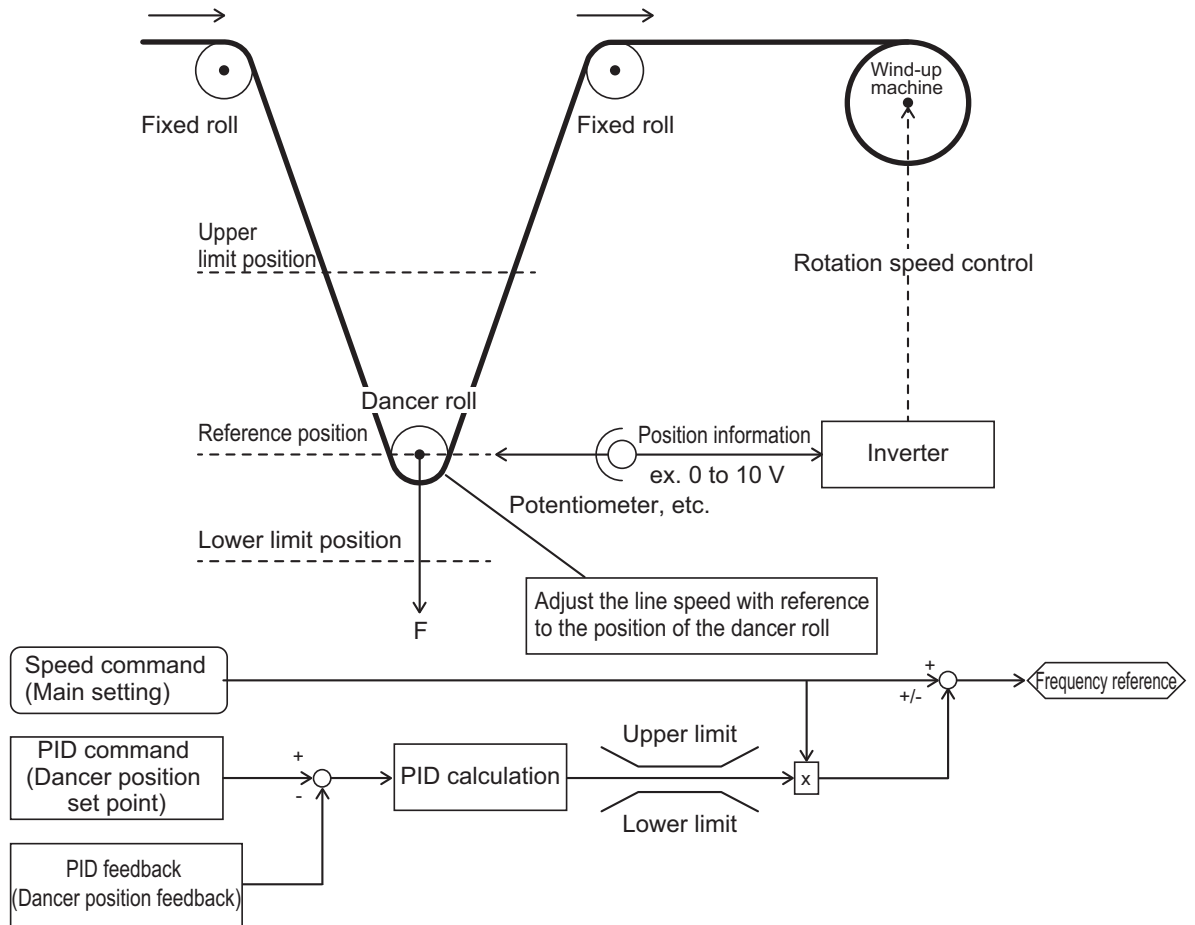 Wind-up
machine
Fixed roll
Fixed roll
Upper
limit position
Rotation speed control
Dancer roll
Reference position
Position information
ex. 0 to 10 V
Inverter
Potentiometer, etc.
Lower limit position
Adjust the line speed with reference
to the position of the dancer roll
F
Speed command
(Main setting)
+
+/-
Frequency reference
PID command
(Dancer position
set point)
+
-
PID calculation
Upper limit
x
Lower limit
PID feedback
(Dancer position feedback)